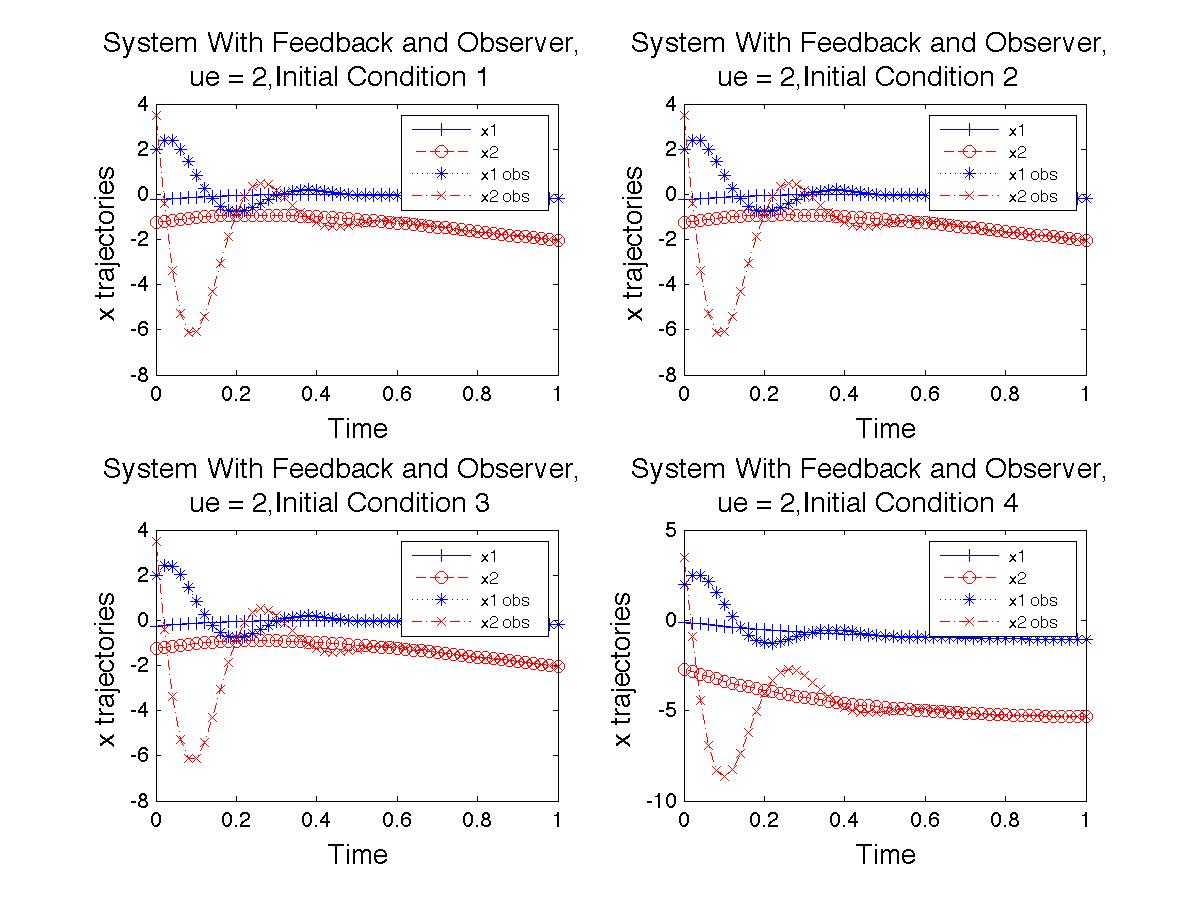 System With Feedback and Observer,
ue = 2,Initial Condition 1
4
2
0
-2
-4
-6
-8
x trajectories
x1
x2
x1 obs
x2 obs
0 0.2 0.4 0.6 0.8 1
Time
System With Feedback and Observer,
ue = 2,Initial Condition 2
4
2
0
-2
-4
-6
-8
x trajectories
x1
x2
x1 obs
x2 obs
0 0.2 0.4 0.6 0.8 1
Time
System With Feedback and Observer,
ue = 2,Initial Condition 3
4
2
0
-2
-4
-6
-8
x trajectories
x1
x2
x1 obs
x2 obs
0 0.2 0.4 0.6 0.8 1
Time
System With Feedback and Observer,
ue = 2,Initial Condition 4
5
0
-5
-10
x trajectories
x1
x2
x1 obs
x2 obs
0 0.2 0.4 0.6 0.8 1
Time